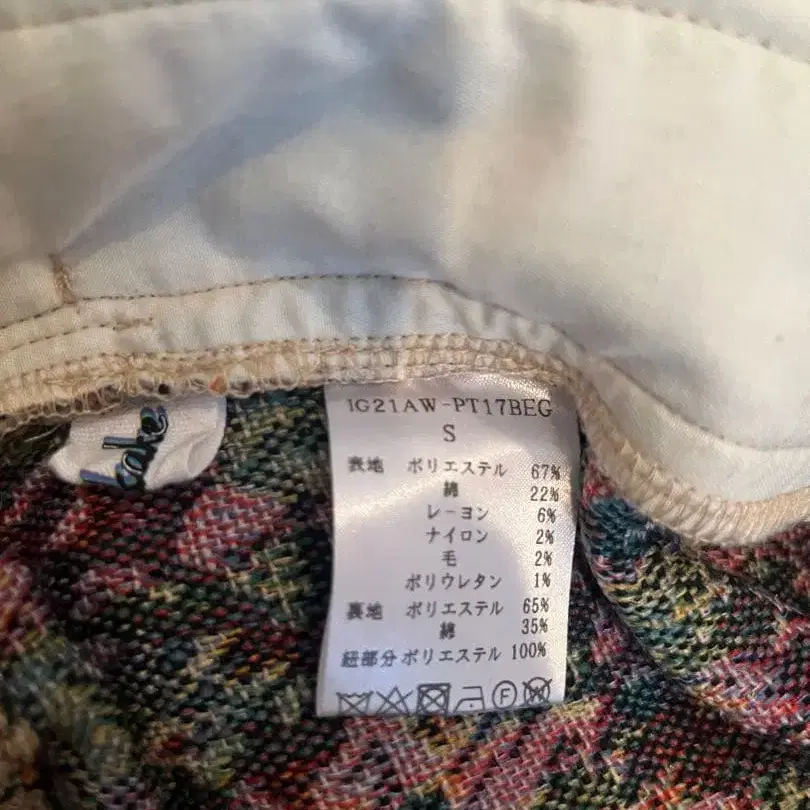 IG21AW-PT17BEG
S
表地 ポリエステル 67%
綿 22%
レーヨン 6%
ナイロン 2%
毛 2%
ポリウレタン 1%
裏地 ポリエステル 65%
綿 35%
紐部分 ポリエステル 100%
F W